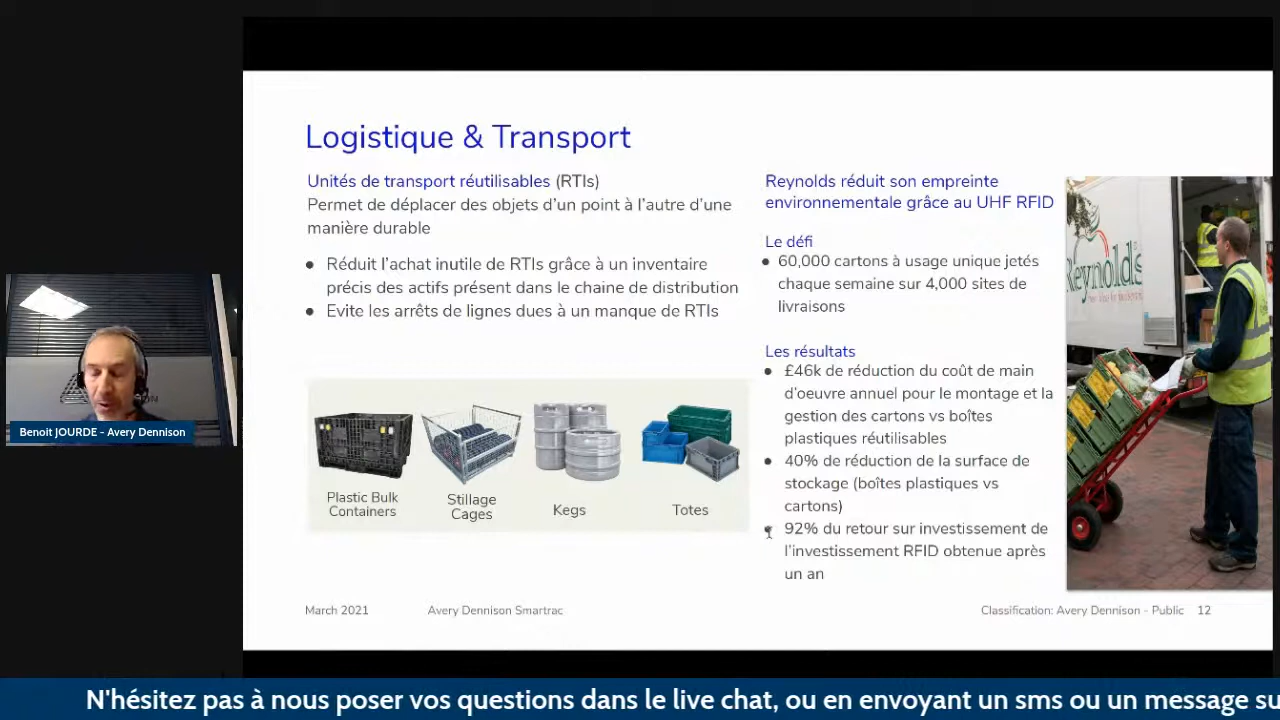 Logistique & Transport
Unités de transport réutilisables (RTIs)
Permet de déplacer des objets d'un point à l'autre d'une
manière durable
● Réduit l'achat inutile de RTIs grâce à un inventaire
précis des actifs présent dans le chaine de distribution
● Evite les arrêts de lignes dues à un manque de RTIs
Plastic Bulk
Containers
Stillage
Cages
Kegs
Totes
Reynolds réduit son empreinte
environnementale grâce au UHF RFID
Le défi
● 60,000 cartons à usage unique jetés
chaque semaine sur 4,000 sites de
livraisons
Les résultats
● £46k de réduction du coût de main
d'oeuvre annuel pour le montage et la
gestion des cartons vs boîtes
plastiques réutilisables
● 40% de réduction de la surface de
stockage (boîtes plastiques vs
cartons)
● 92% du retour sur investissement de
l'investissement RFID obtenue après
un an
Reynolds
March 2021
Avery Dennison Smartrac
Classification: Avery Dennison - Public 12
Benoit JOURDE - Avery Dennison
N'hésitez pas à nous poser vos questions dans le live chat, ou en envoyant un sms ou un message su